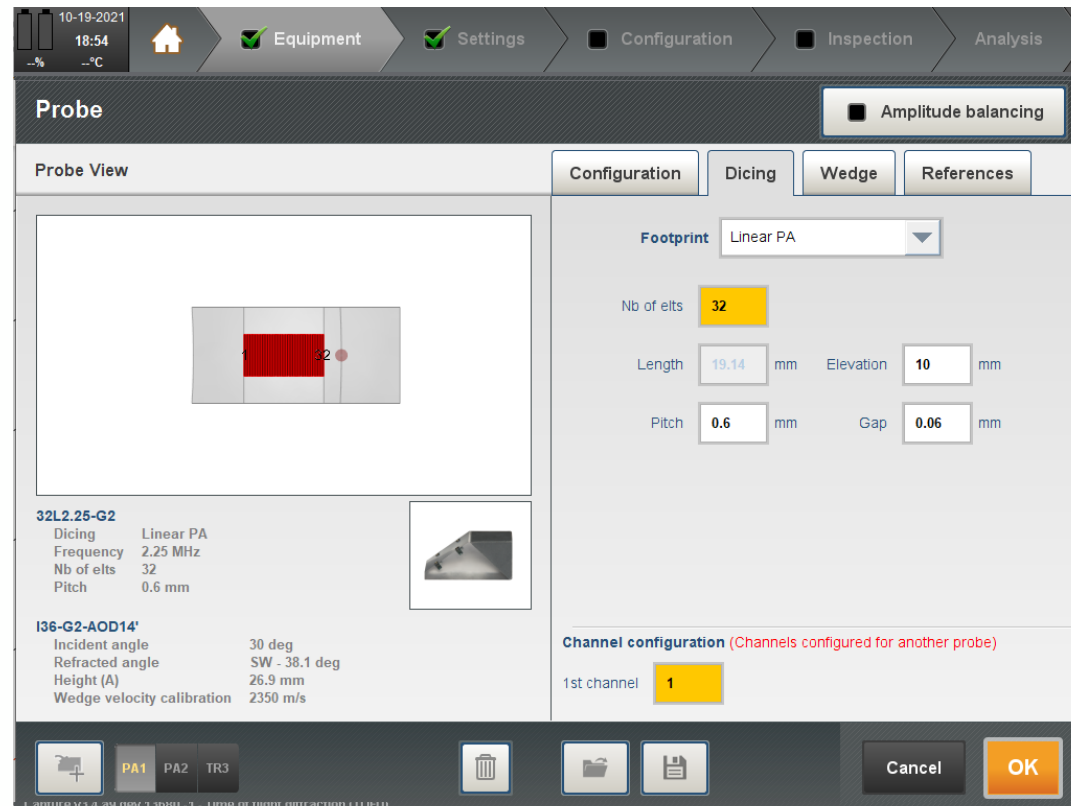 10-19-2021
18:54
--% --°C
Equipment
Settings
Configuration
Inspection
Analysis
Probe
Amplitude balancing
Probe View
Configuration
Dicing
Wedge
References
1 32
Footprint Linear PA
Nb of elts 32
Length 19.14 mm Elevation 10 mm
Pitch 0.6 mm Gap 0.06 mm
32L2.25-G2
Dicing Linear PA
Frequency 2.25 MHz
Nb of elts 32
Pitch 0.6 mm
I36-G2-AOD14'
Incident angle 30 deg
Refracted angle SW - 38.1 deg
Height (A) 26.9 mm
Wedge velocity calibration 2350 m/s
Channel configuration (Channels configured for another probe)
1st channel 1
PA1 PA2 TR3
Cancel
OK